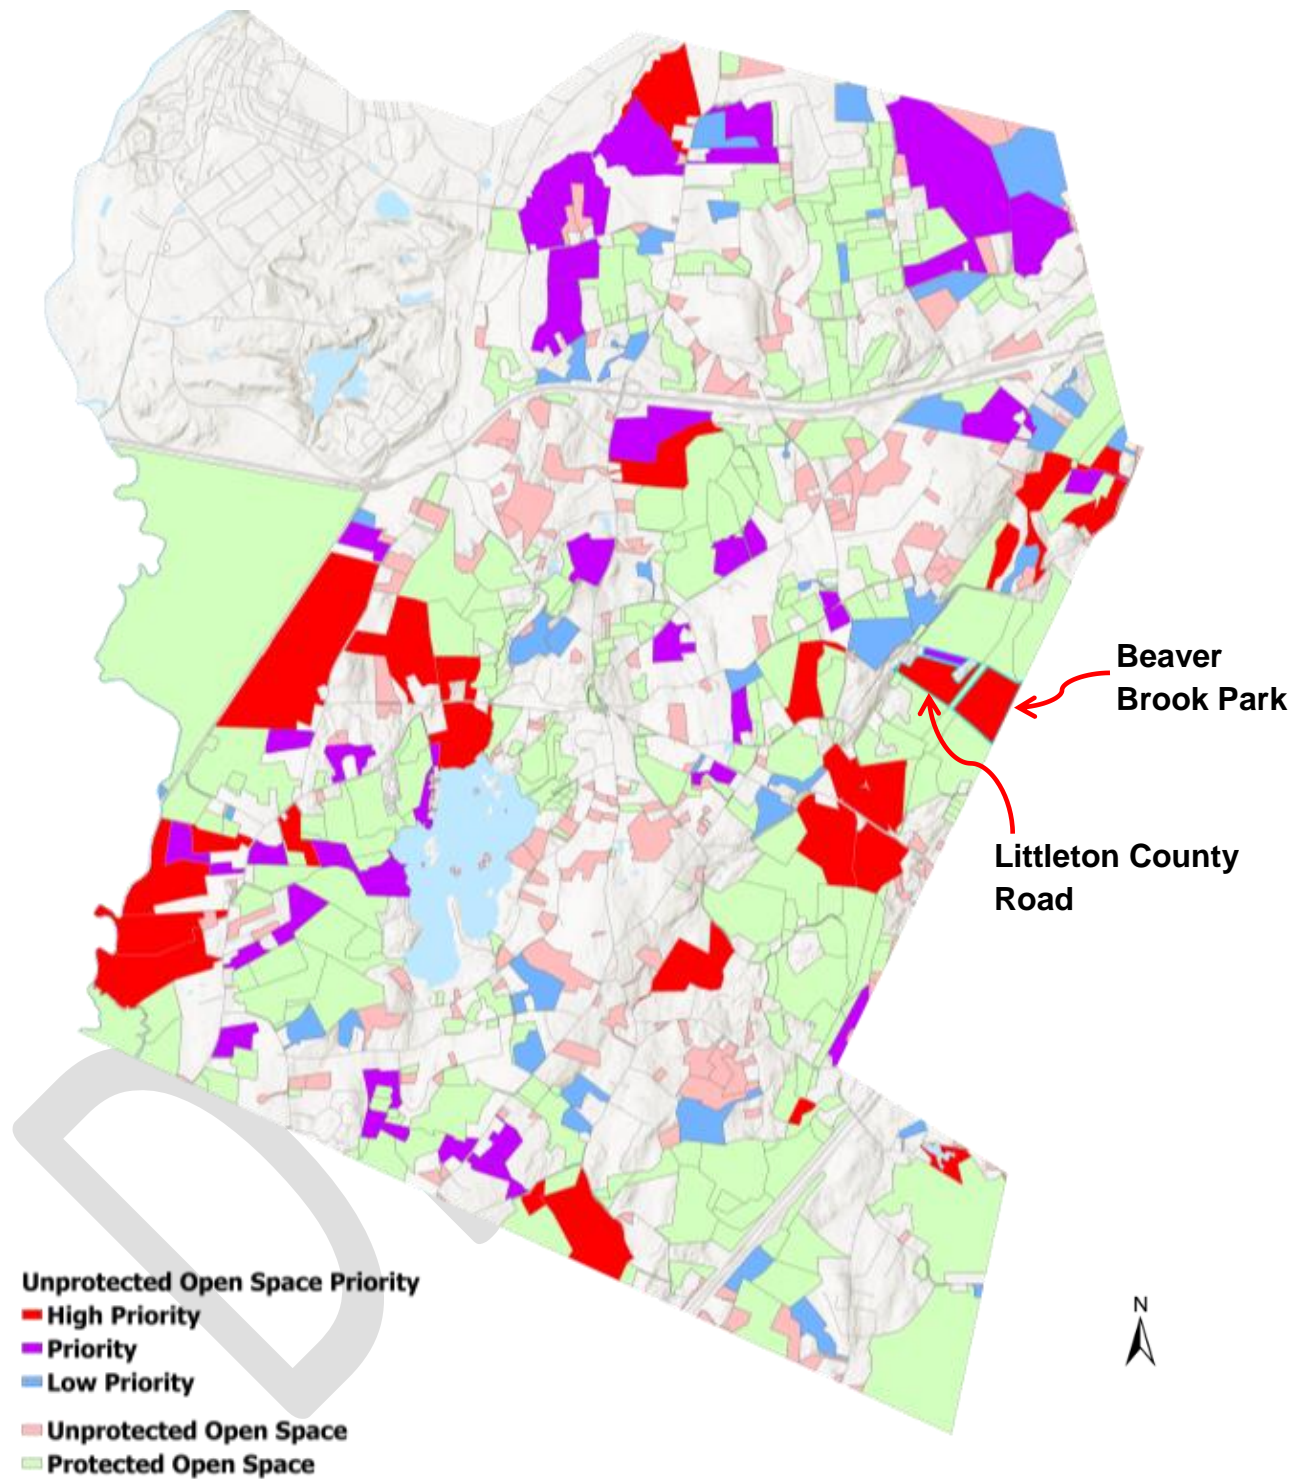 Beaver
Brook Park
Littleton County
Road
Unprotected Open Space Priority
High Priority
Priority
Low Priority
Unprotected Open Space
Protected Open Space
N